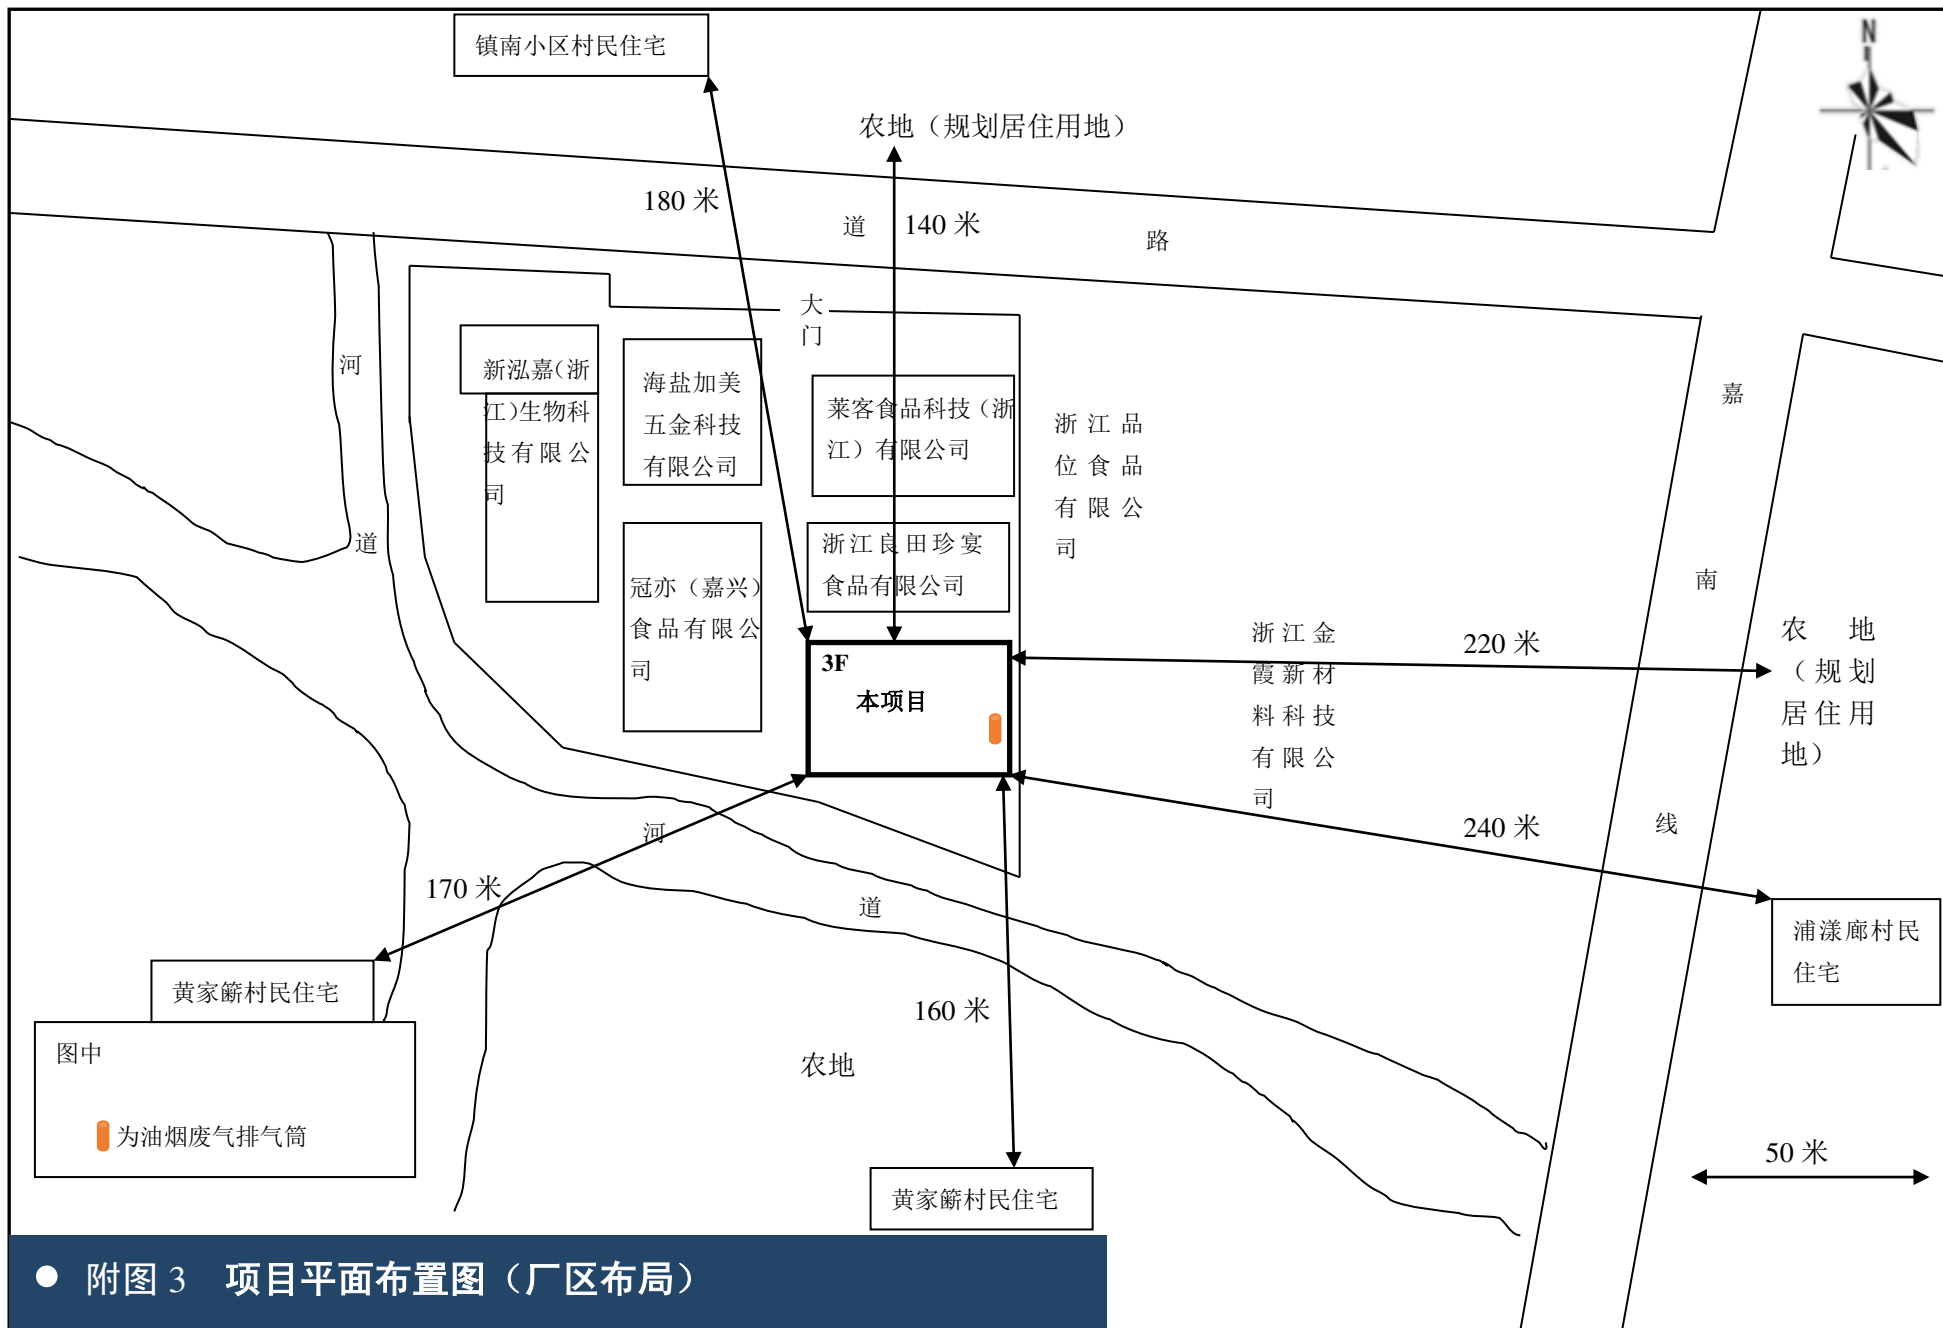 镇南小区村民住宅
N
农地（规划居住用地）
180 米
道
140 米
路
大
门
河
道
新泓嘉（浙
江）生物科
技有限公
司
海盐加美
五金科技
有限公司
莱客食品科技（浙
江）有限公司
浙江品
位食品
有限公
司
嘉
南
线
冠亦（嘉兴）
食品有限公
司
浙江良田珍宴
食品有限公司
3F
本项目
浙江金
霞新材
料科技
有限公
司
220 米
农地
（规划
居住用
地）
240 米
河
道
170 米
浦漾廊村民
住宅
黄家簖村民住宅
160 米
农地
图中
为油烟废气排气筒
黄家簖村民住宅
50 米
附图 3 项目平面布置图（厂区布局）